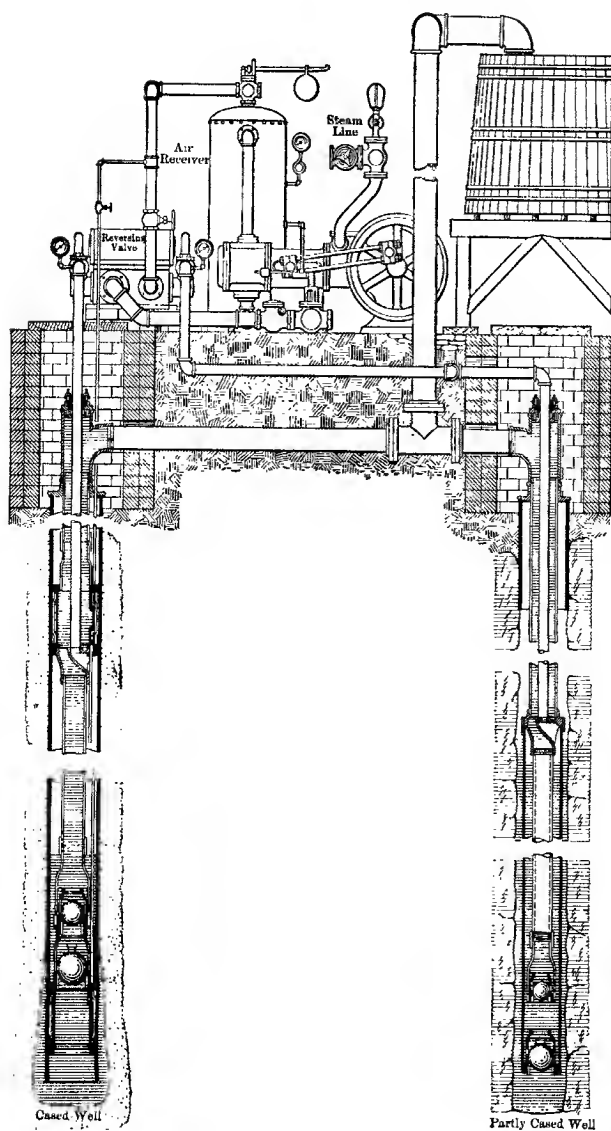 Steam
Line
Air
Receiver
Reversing
Valve
Cased Well
Partly Cased Well